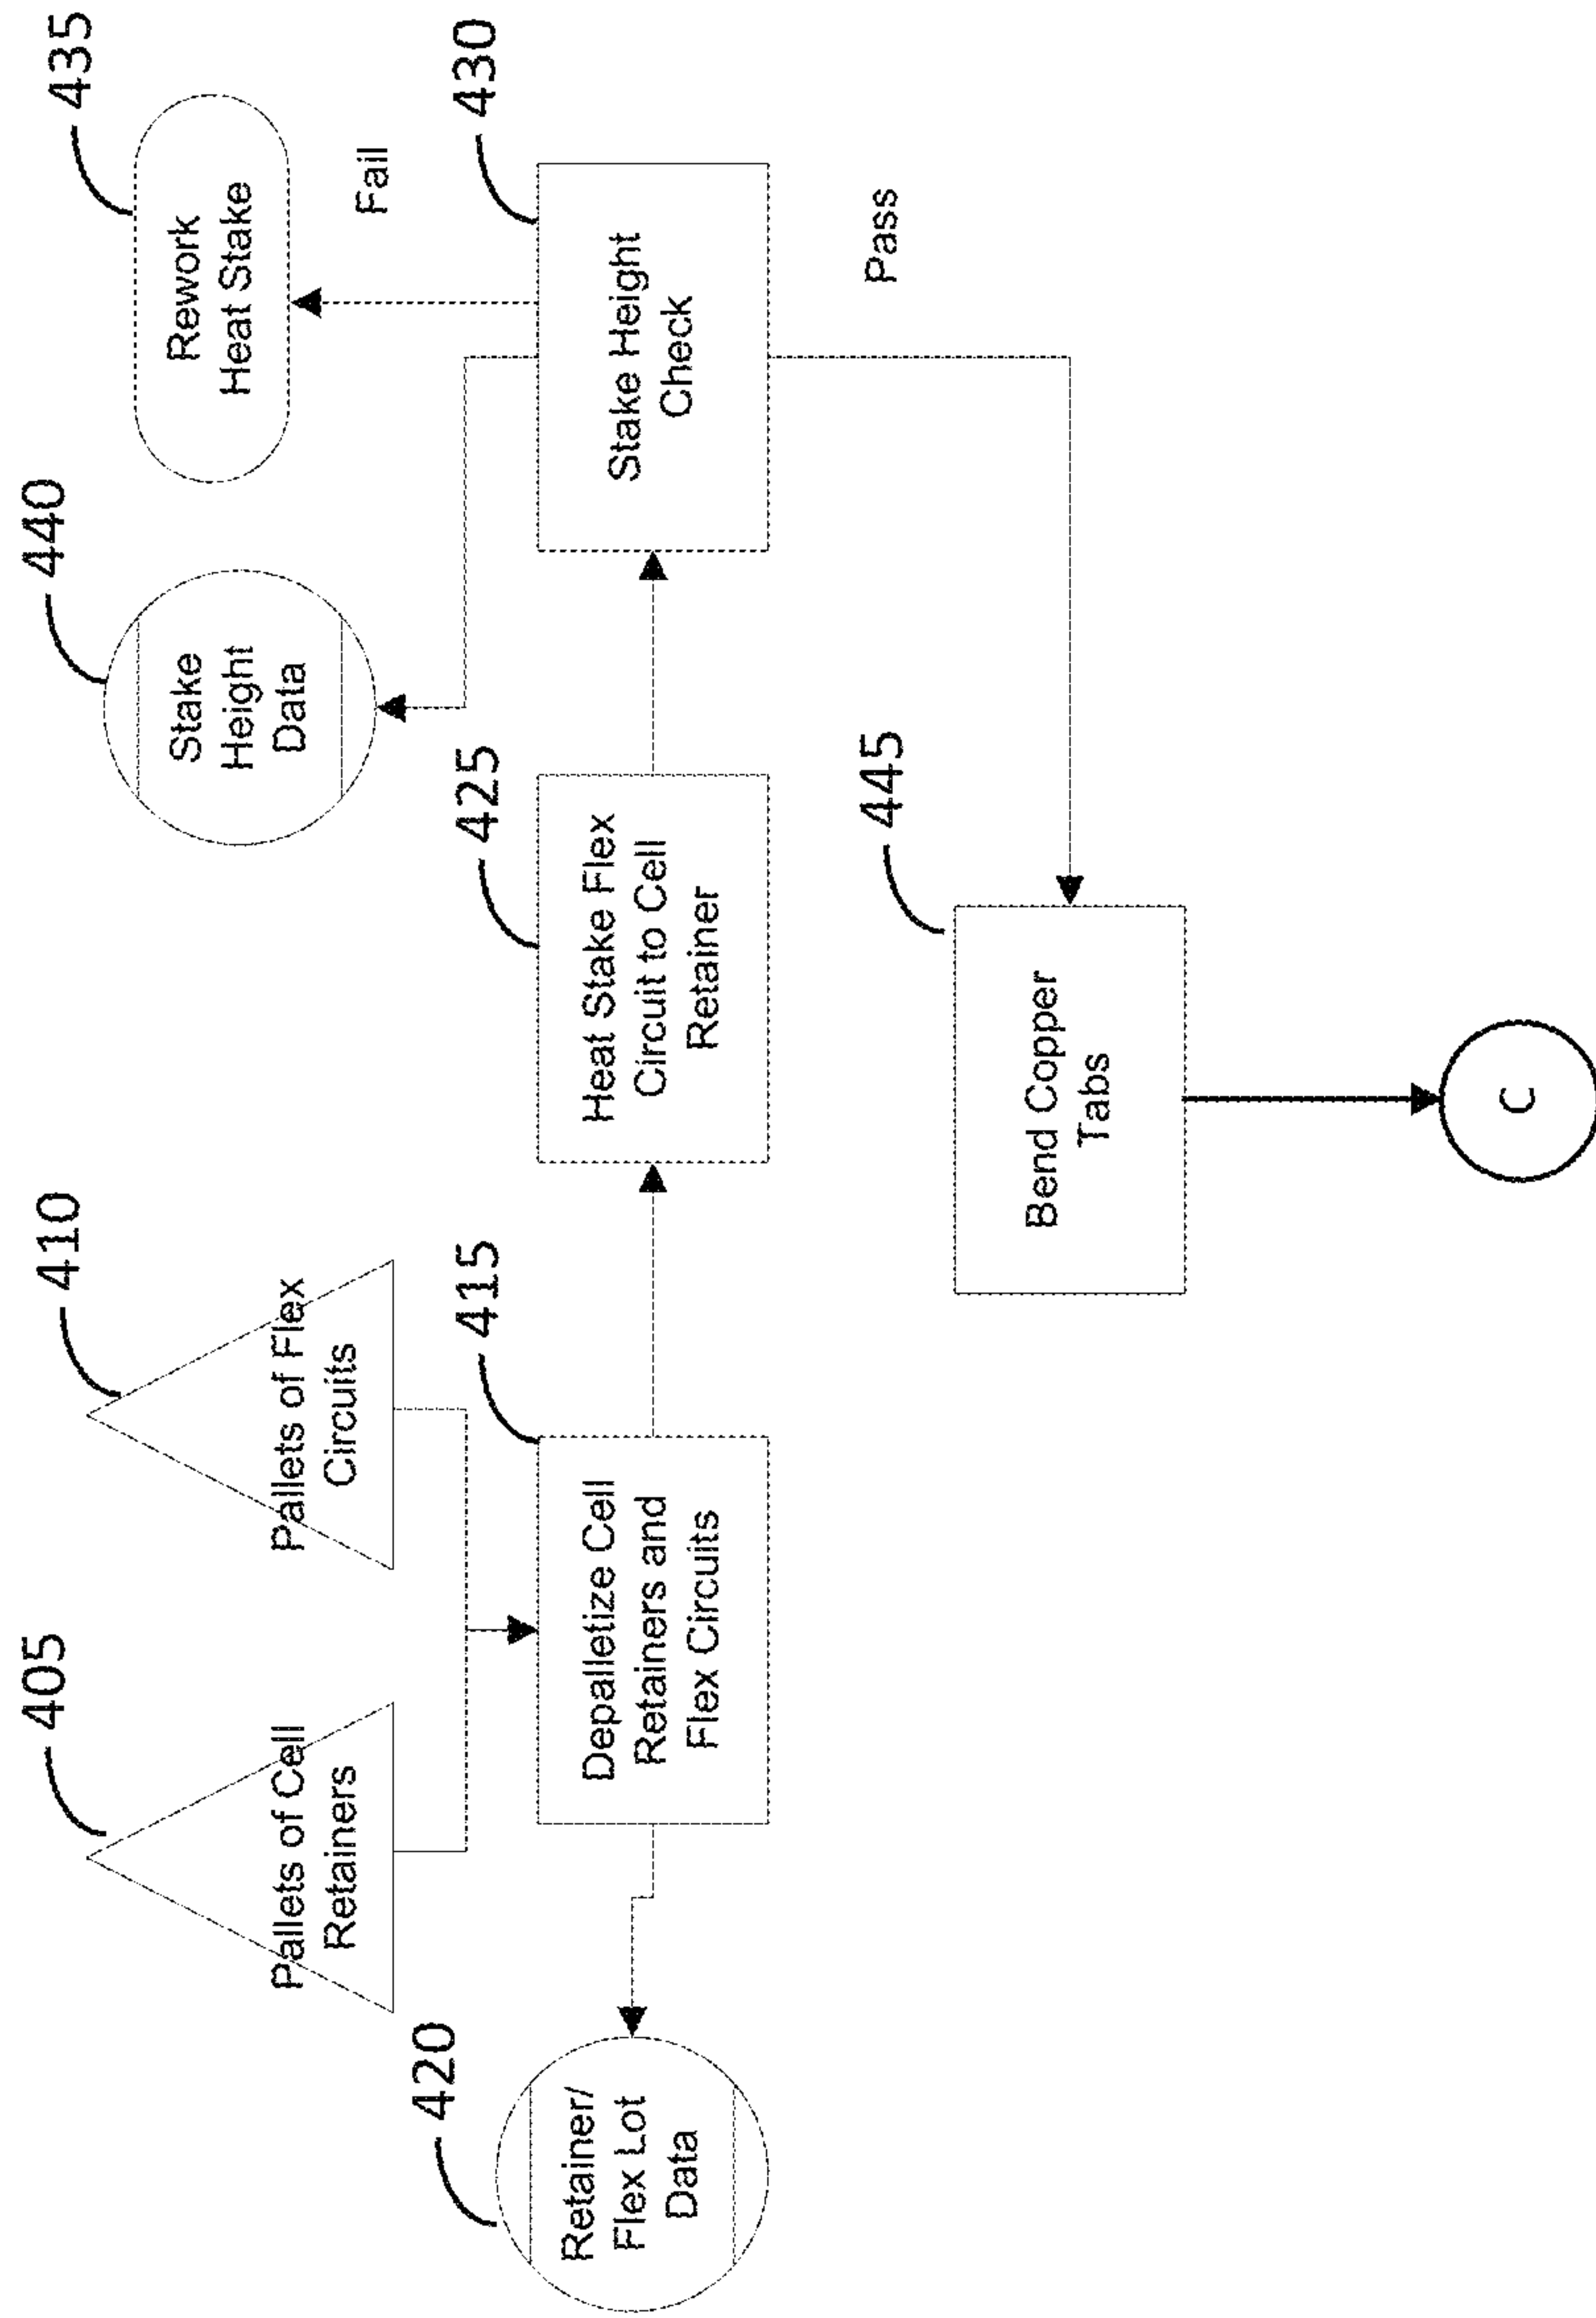 405
Pallets of Cell
Retainers
410
Pallets of Flex
Circuits
440
Stake
Height
Data
435
Rework
Heat Stake
Fail
420
Retainer/
Flex Lot
Data
415
Depalletize Cell
Retainers and
Flex Circuits
425
Heat Stake Flex
Circuit to Cell
Retainer
430
Stake Height
Check
Pass
445
Bend Copper
Tabs
C